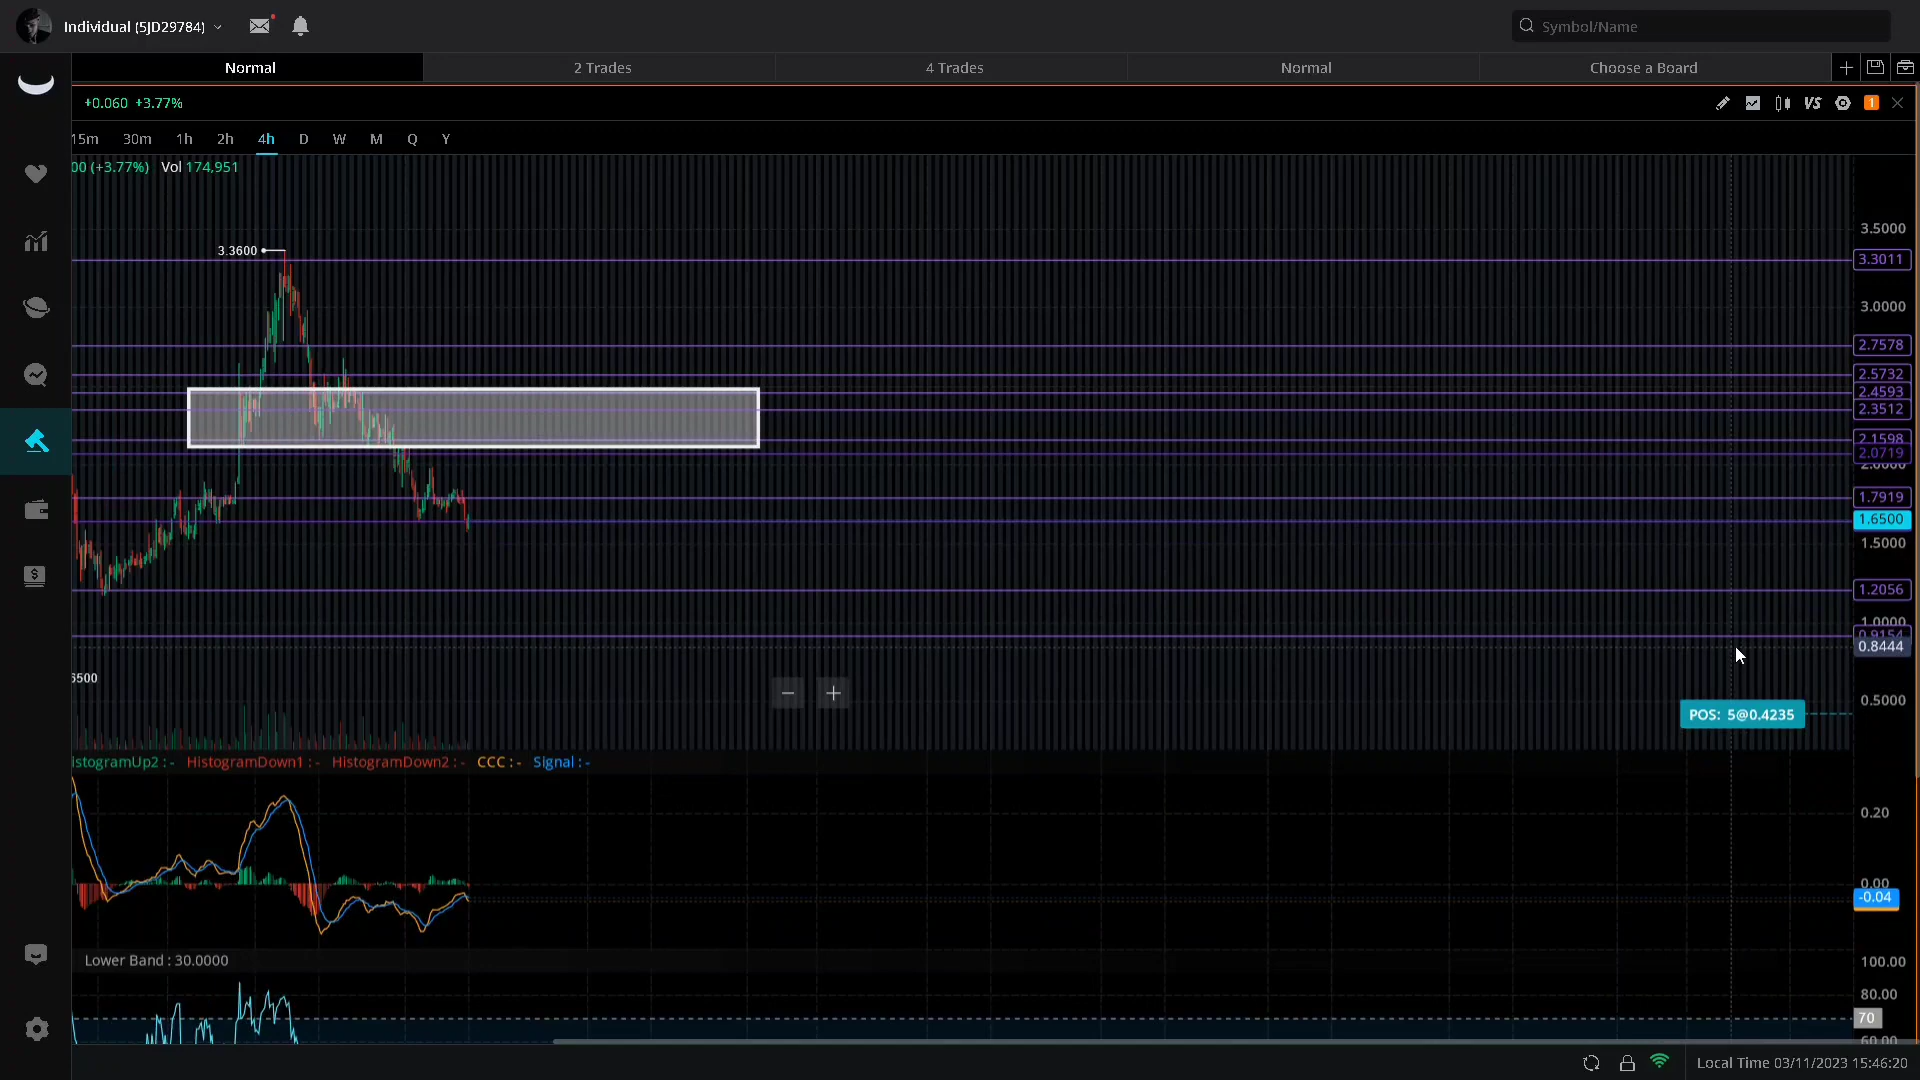 Individual (5JD29784)
Symbol/Name
Normal
2 Trades
4 Trades
Normal
Choose a Board
+0.060 +3.77%
VS
1
15m 30m 1h 2h 4h D W M Q Y
00 (+3.77%) Vol 174,951
3.5000
3.3600
3.3011
3.0000
2.7578
2.5732
2.4593
2.3512
2.1598
2.0719
2.0000
1.7919
1.6500
1.5000
1.2056
1.0000
0.9154
0.8444
3500
0.5000
POS: 5@0.4235
istogramUp2 : - HistogramDown1 : - HistogramDown2 : - CCC : - Signal : -
0.20
0.00
-0.04
Lower Band : 30.0000
100.00
80.00
70
60.00
Local Time 03/11/2023 15:46:20